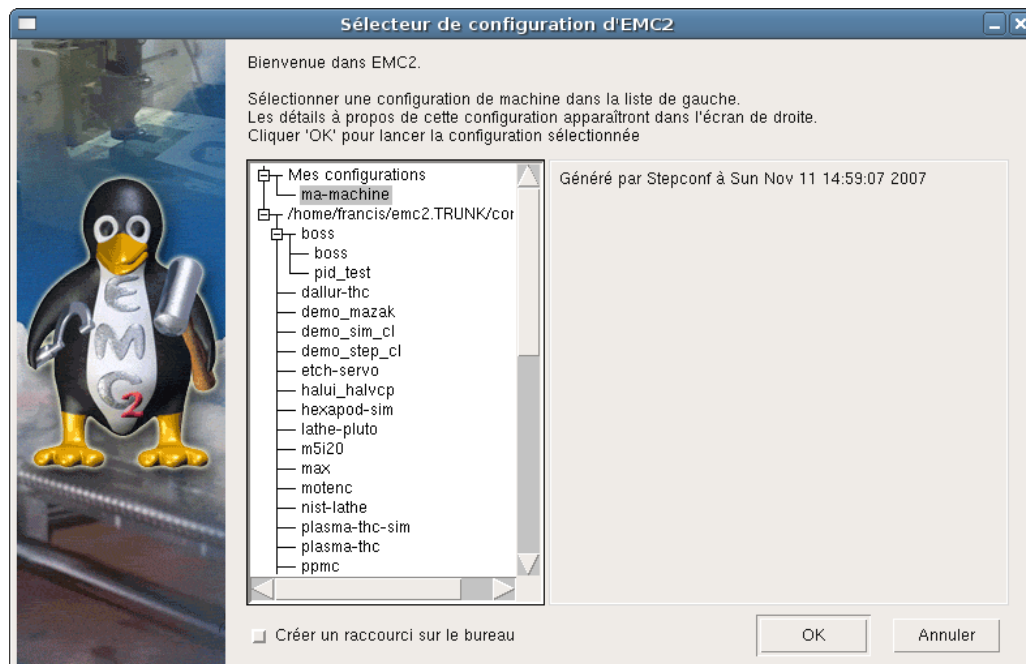 Sélecteur de configuration d'EMC2
Bienvenue dans EMC2.
Sélectionner une configuration de machine dans la liste de gauche.
Les détails à propos de cette configuration apparaîtront dans l'écran de droite.
Cliquer 'OK' pour lancer la configuration sélectionnée
Mes configurations
ma-machine
/home/francis/emc2.TRUNK/cor
boss
boss
pid_test
dallur-thc
demo_mazak
demo_sim_cl
demo_step_cl
etch-servo
halui_halvcp
hexapod-sim
lathe-pluto
m5i20
max
motenc
nist-lathe
plasma-thc-sim
plasma-thc
ppmc
Généré par Stepconf à Sun Nov 11 14:59:07 2007
EMC2
Créer un raccourci sur le bureau
OK
Annuler